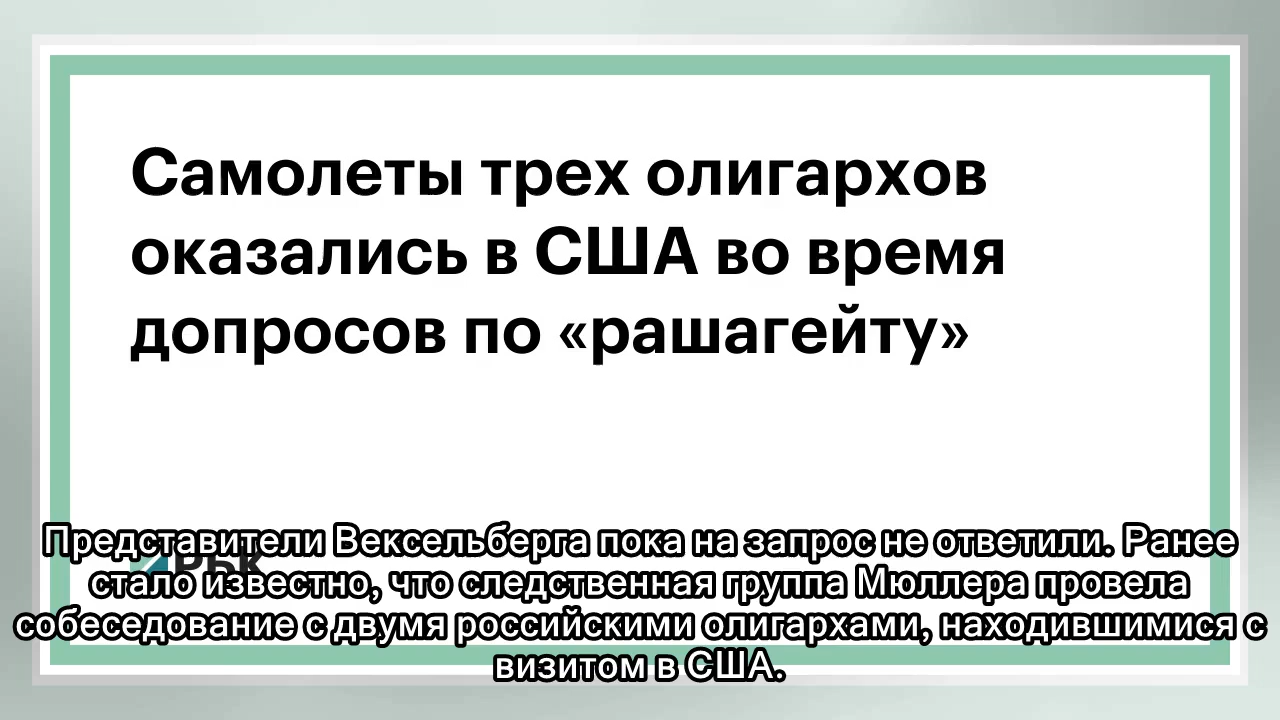 Самолеты трех олигархов
оказались в США во время
допросов по «рашагейту»
Представители Вексельберга пока на запрос не ответили. Ранее
стало известно, что следственная группа Мюллера провела
собеседование с двумя российскими олигархами, находившимися с
визитом в США.